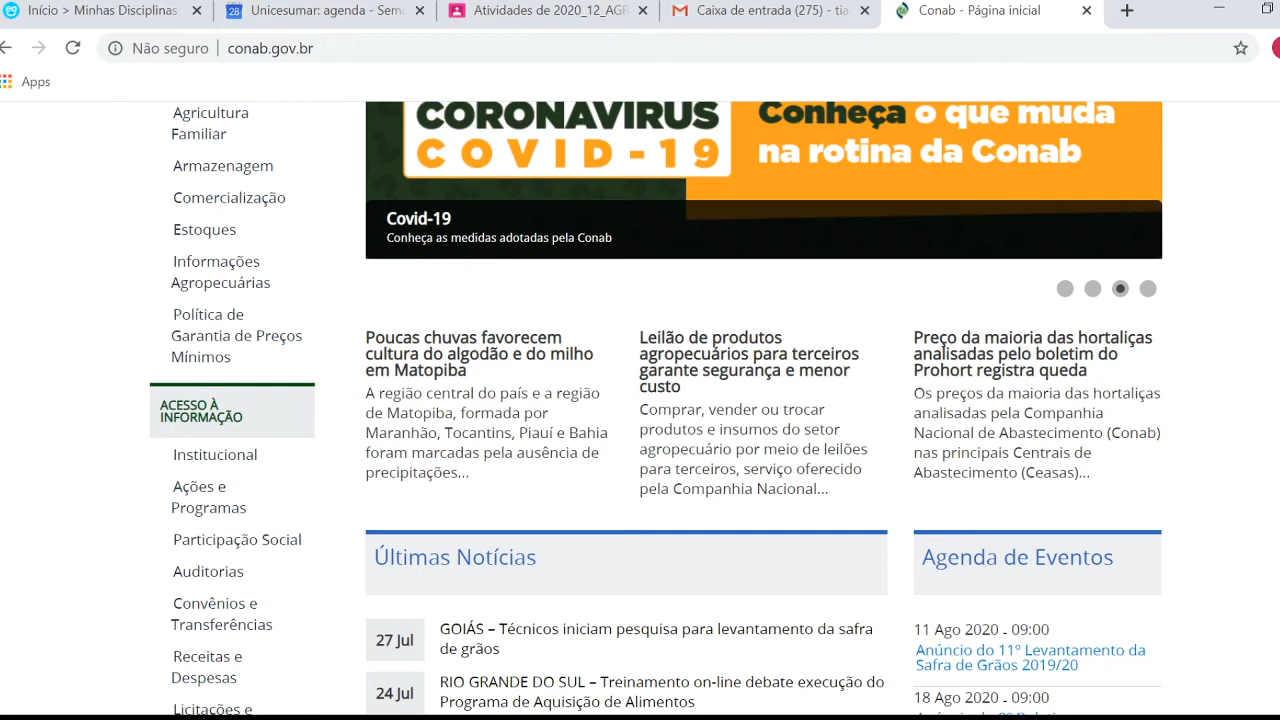 Início > Minhas Disciplinas
Unicesumar: agenda - Sema
Atividades de 2020_12_AGR
Caixa de entrada (275) - tia
Conab - Página inicial
Não seguro | conab.gov.br
Apps
Agricultura
Familiar
Armazenagem
Comercialização
Estoques
Informações
Agropecuárias
Política de
Garantia de Preços
Mínimos
ACESSO À
INFORMAÇÃO
Institucional
Ações e
Programas
Participação Social
Auditorias
Convênios e
Transferências
Receitas e
Despesas
Licitações e
CORONAVÍRUS
COVID-19
Conheça o que muda
na rotina da Conab
Covid-19
Conheça as medidas adotadas pela Conab
Poucas chuvas favorecem
cultura do algodão e do milho
em Matopiba
A região central do país e a região
de Matopiba, formada por
Maranhão, Tocantins, Piauí e Bahia
foram marcadas pela ausência de
precipitações...
Leilão de produtos
agropecuários para terceiros
garante segurança e menor
custo
Comprar, vender ou trocar
produtos e insumos do setor
agropecuário por meio de leilões
para terceiros, serviço oferecido
pela Companhia Nacional...
Preço da maioria das hortaliças
analisadas pelo boletim do
Prohort registra queda
Os preços da maioria das hortaliças
analisadas pela Companhia
Nacional de Abastecimento (Conab)
nas principais Centrais de
Abastecimento (Ceasas)...
Últimas Notícias
27 Jul
GOIÁS – Técnicos iniciam pesquisa para levantamento da safra
de grãos
24 Jul
RIO GRANDE DO SUL – Treinamento on-line debate execução do
Programa de Aquisição de Alimentos
Agenda de Eventos
11 Ago 2020 - 09:00
Anúncio do 11º Levantamento da
Safra de Grãos 2019/20
18 Ago 2020 - 09:00